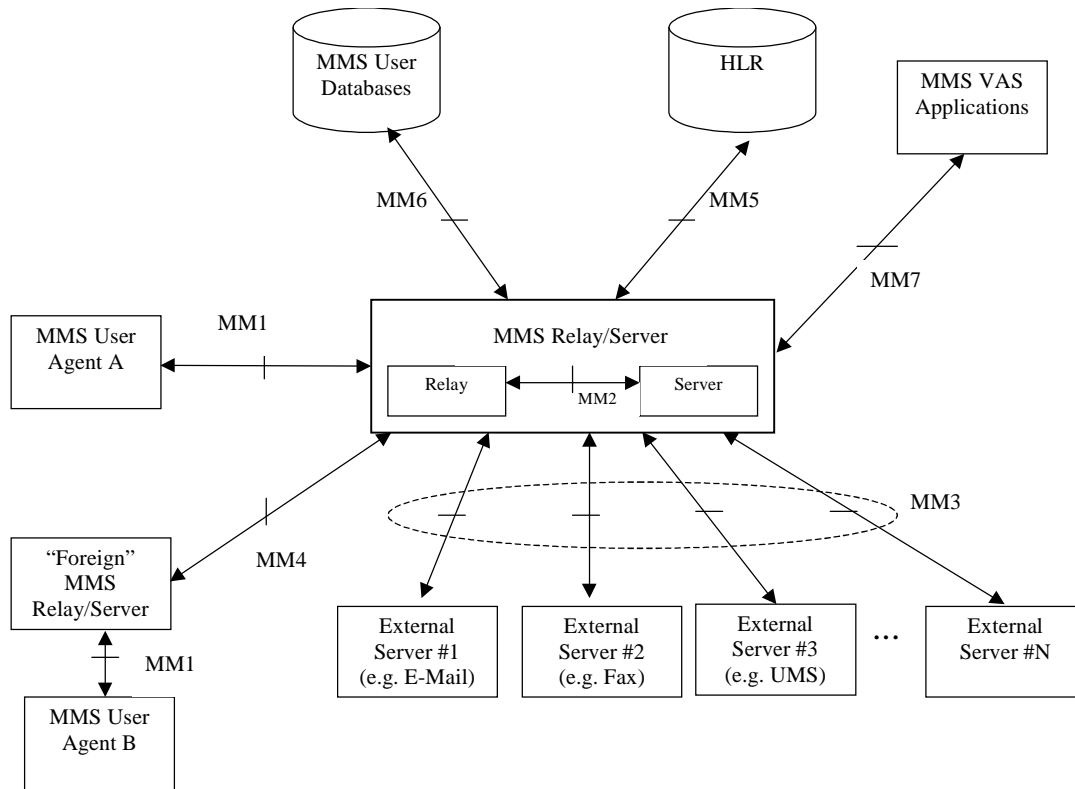 MMS User
Databases
HLR
MMS VAS
Applications
MM6
MM5
MM7
MMS User
Agent A
MM1
MMS Relay/Server
Relay
MM2
Server
MM3
“Foreign”
MMS
Relay/Server
MM4
MM1
MMS User
Agent B
External
Server #1
(e.g. E-Mail)
External
Server #2
(e.g. Fax)
External
Server #3
(e.g. UMS)
...
External
Server #N